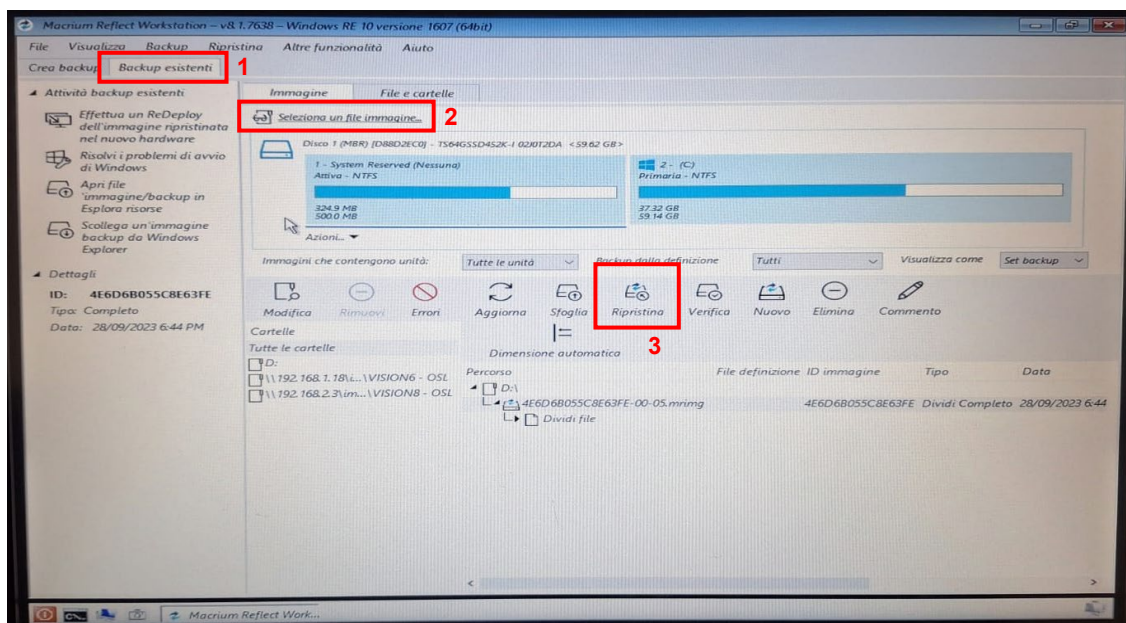 Macrium Reflect Workstation - v8.1.7638 - Windows RE 10 versione 1607 (64bit)
File Visualizza Backup Ripristina Altre funzionalità Aiuto
Crea backup Backup esistenti 1
Attività backup esistenti
Effettua un ReDeploy
dell'immagine ripristinata
nel nuovo hardware
Risolvi i problemi di avvio
di Windows
Apri file
'immagine/backup in
Esplora risorse
Scollega un'immagine
backup da Windows
Explorer
Dettagli
ID: 4E6D6B055C8E63FE
Tipo: Completo
Data: 28/09/2023 6:44 PM
Immagine File e cartelle
Seleziona un file immagine... 2
Disco 1 (MBR) [D88D2EC0] - TS64GSSD452K-I 02J0T2DA <59.62 GB>
1 - System Reserved (Nessuna)
Attiva - NTFS
324.9 MB
500.0 MB
2 - (C)
Primaria - NTFS
37.32 GB
59.14 GB
Azioni...
Immagini che contengono unità: Tutte le unità Backup dalla definizione Tutti Visualizza come Set backup
Modifica Rimuovi Errori Aggiorna Sfoglia Ripristina Verifica Nuovo Elimina Commento
Dimensione automatica
3
Cartelle
Tutte le cartelle
D:
\\192.168.1.18\i...\VISION6 - OSL
\\192.168.2.3\im...\VISION8 - OSL
Percorso File definizione ID immagine Tipo Data
D:\
4E6D6B055C8E63FE-00-05.mrimg 4E6D6B055C8E63FE Dividi Completo 28/09/2023 6:44
Dividi file
Macrium Reflect Work...